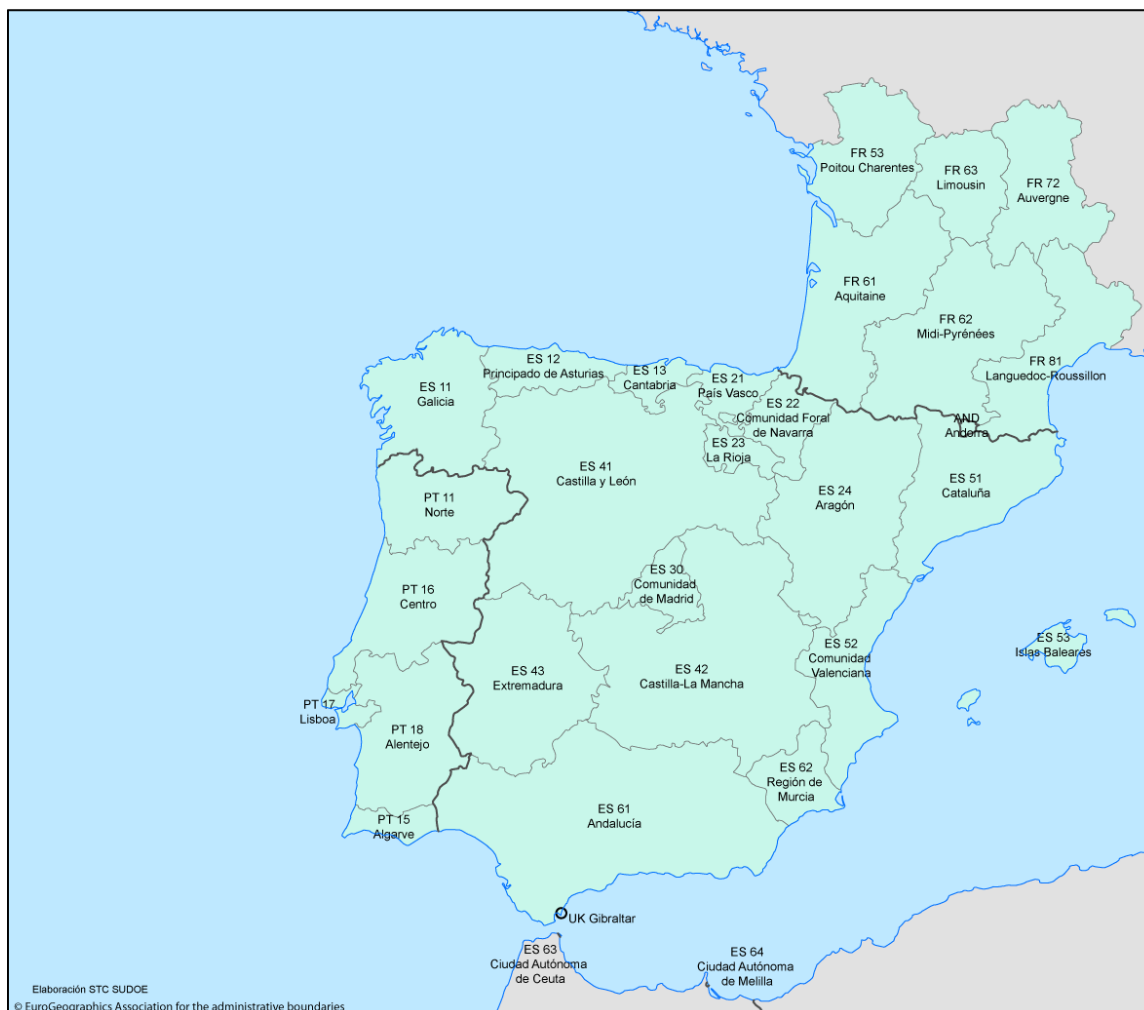 FR 53
Poitou Charentes
FR 63
Limousin
FR 72
Auvergne
FR 61
Aquitaine
FR 62
Midi-Pyrénées
FR 81
Languedoc-Roussillon
ES 11
Galicia
ES 12
Principado de Asturias
ES 13
Cantabria
ES 21
País Vasco
ES 22
Comunidad Foral
de Navarra
ES 23
La Rioja
AND
Andorra
ES 41
Castilla y León
ES 24
Aragón
ES 51
Cataluña
PT 11
Norte
PT 16
Centro
ES 30
Comunidad
de Madrid
ES 43
Extremadura
ES 42
Castilla-La Mancha
ES 52
Comunidad
Valenciana
ES 53
Islas Baleares
PT 17
Lisboa
PT 18
Alentejo
ES 62
Región de
Murcia
PT 15
Algarve
ES 61
Andalucía
UK Gibraltar
ES 63
Ciudad Autónoma
de Ceuta
ES 64
Ciudad Autónoma
de Melilla
Elaboración STC SUDOE
© EuroGeographics Association for the administrative boundaries